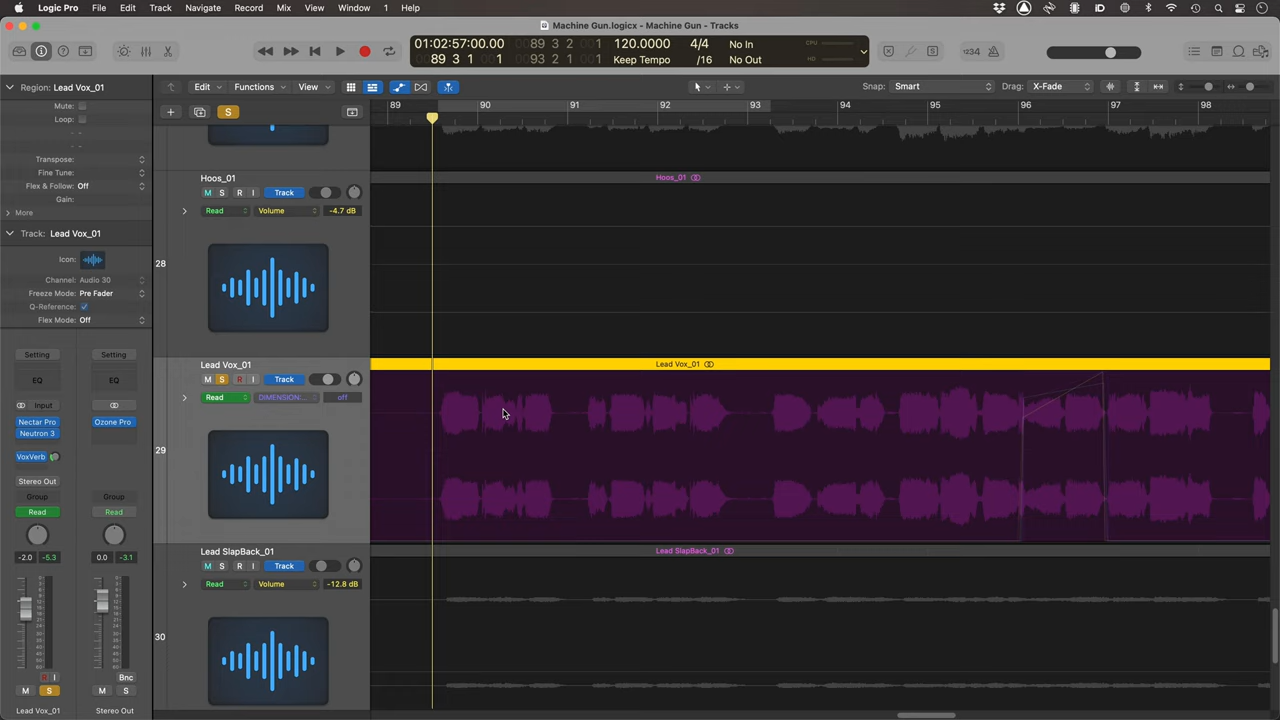 Logic Pro File Edit Track Navigate Record Mix View Window 1 Help
Machine Gun.logicx - Machine Gun - Tracks
01:02:57:00.00 0089 3 2 001 120.0000 4/4 No In CPU
0089 3 1 001 0093 2 1 001 Keep Tempo /16 No Out HD
1234
Region: Lead Vox_01
Edit Functions View Snap: Smart Drag: X-Fade
Mute:
Loop:
Transpose:
Fine Tune:
Flex & Follow: Off
Gain:
More
Track: Lead Vox_01
Icon:
Channel: Audio 30
Freeze Mode: Pre Fader
Q-Reference:
Flex Mode: Off
Setting Setting
EQ EQ
Input
Nectar Pro Ozone Pro
Neutron 3
VoxVerb
Stereo Out
Group Group
Read Read
-2.0 -5.3 0.0 -3.1
R I Bnc
M S M S
Lead Vox_01 Stereo Out
S
89 90 91 92 93 94 95 96 97 98
28
Hoos_01
M S R I Track
Read Volume -4.7 dB
Hoos_01
29
Lead Vox_01
M S R I Track
Read DIMENSION... off
Lead Vox_01
30
Lead SlapBack_01
M S R I Track
Read Volume -12.8 dB
Lead SlapBack_01